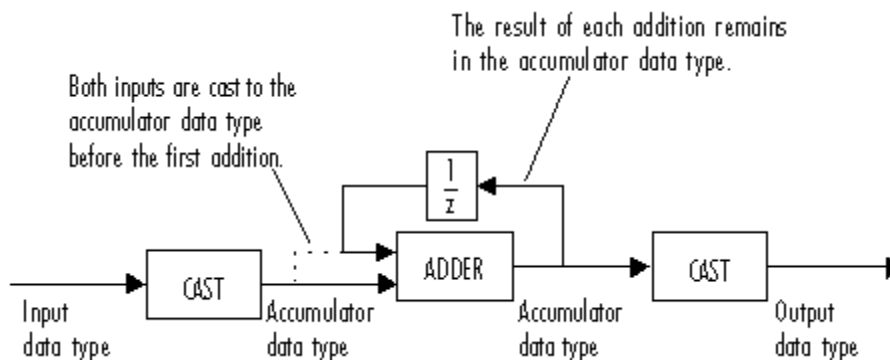 The result of each addition remains
in the accumulator data type.
Both inputs are cast to the
accumulator data type
before the first addition.
1
z
CAST
ADDER
CAST
Input
data type
Accumulator
data type
Accumulator
data type
Output
data type